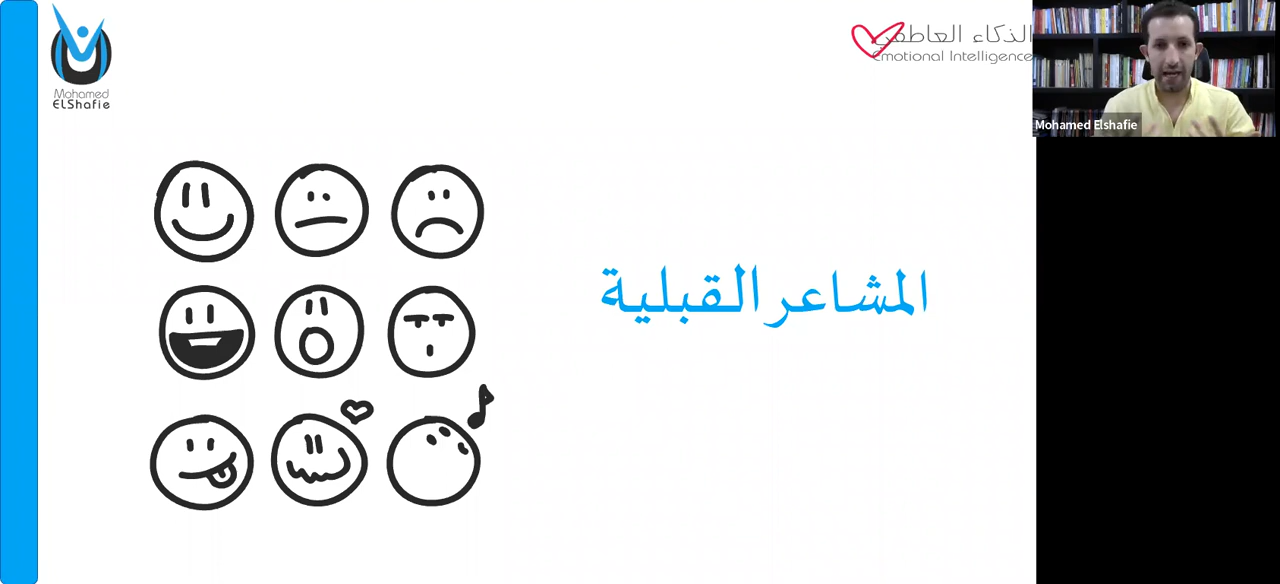 Mohamed
ELShafie
الذكاء العاطفي
Emotional Intelligence
Mohamed Elshafie
المشاعر القبلية